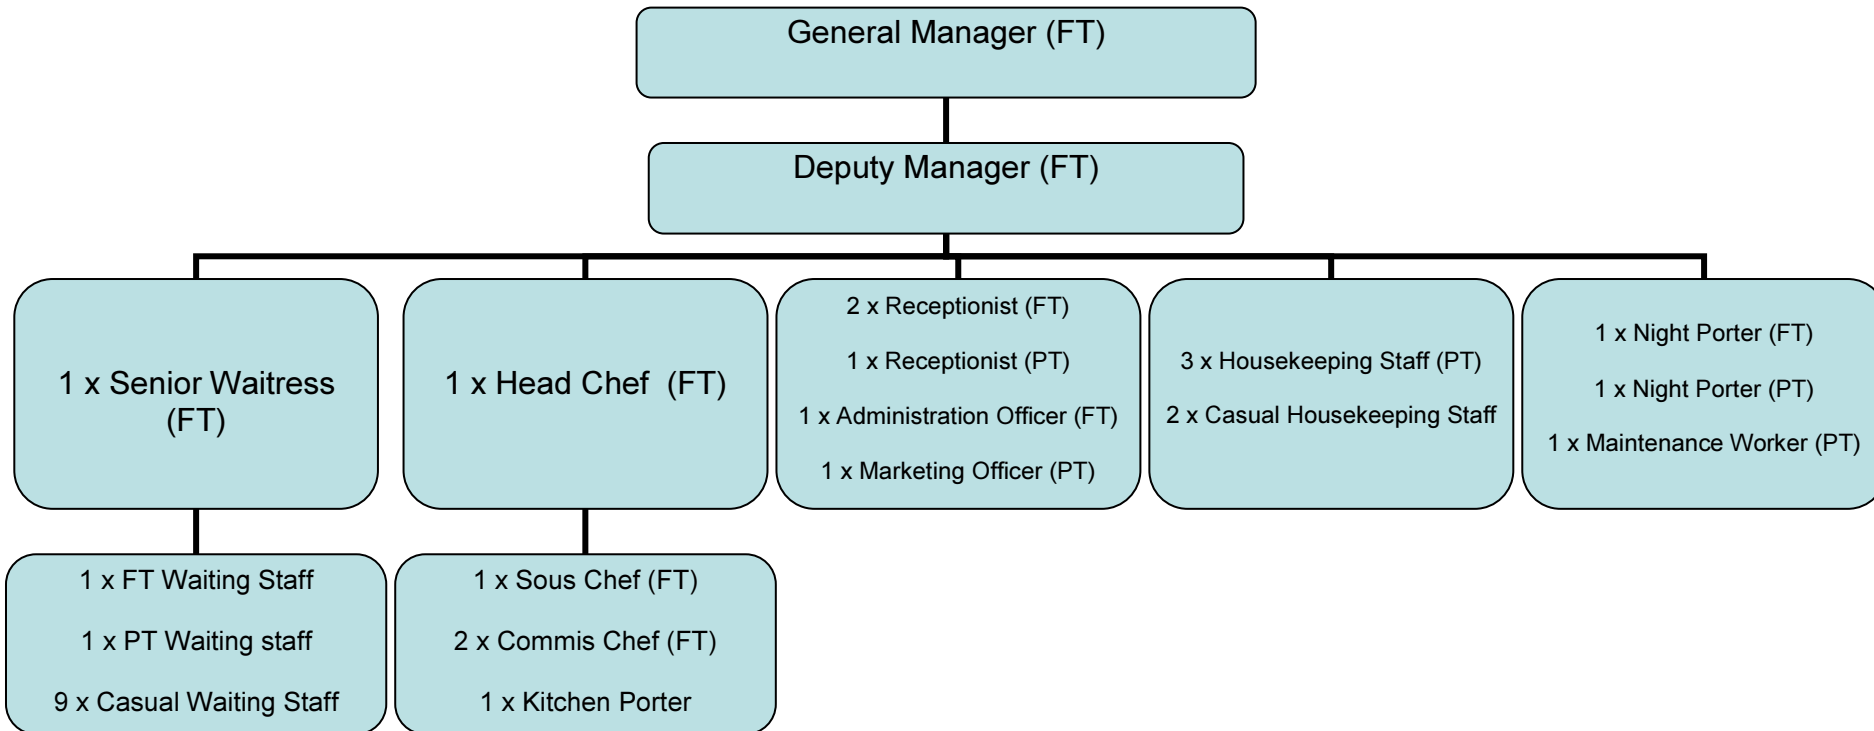 General Manager (FT)
Deputy Manager (FT)
1 x Senior Waitress
(FT)
1 x Head Chef  (FT)
2 x Receptionist (FT)
1 x Receptionist (PT)
1 x Administration Officer (FT)
1 x Marketing Officer (PT)
3 x Housekeeping Staff (PT)
2 x Casual Housekeeping Staff
1 x Night Porter (FT)
1 x Night Porter (PT)
1 x Maintenance Worker (PT)
1 x FT Waiting Staff
1 x PT Waiting staff
9 x Casual Waiting Staff
1 x Sous Chef (FT)
2 x Commis Chef (FT)
1 x Kitchen Porter